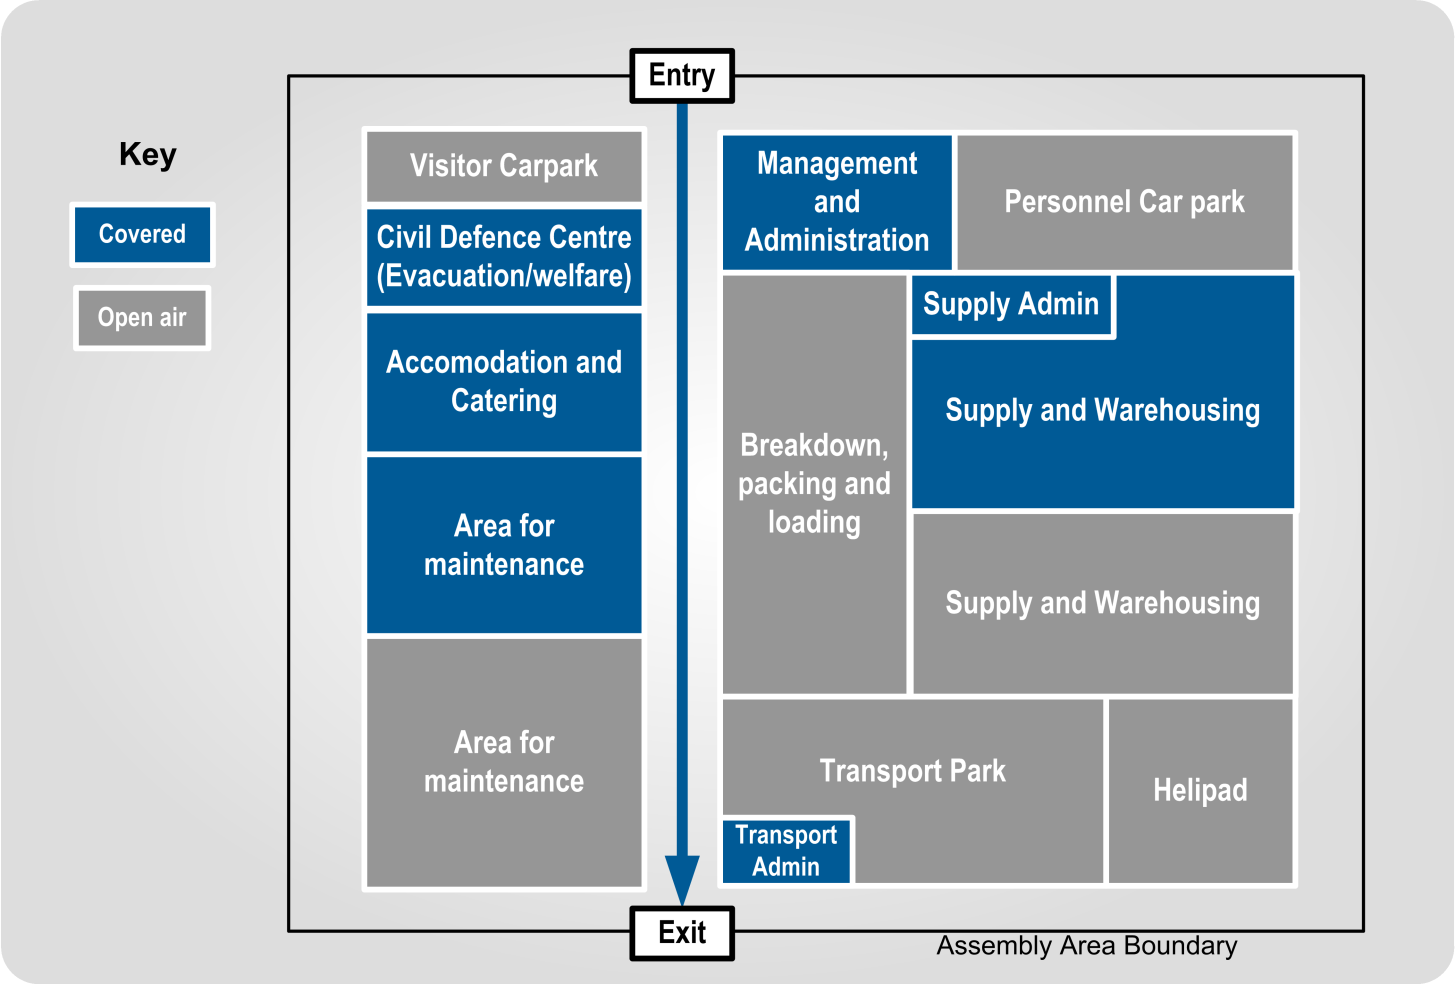 Entry
Key
Covered
Open air
Visitor Carpark
Civil Defence Centre
(Evacuation/welfare)
Accomodation and
Catering
Area for
maintenance
Area for
maintenance
Management
and
Administration
Personnel Car park
Supply Admin
Supply and Warehousing
Breakdown,
packing and
loading
Supply and Warehousing
Transport Park
Helipad
Transport
Admin
Exit
Assembly Area Boundary